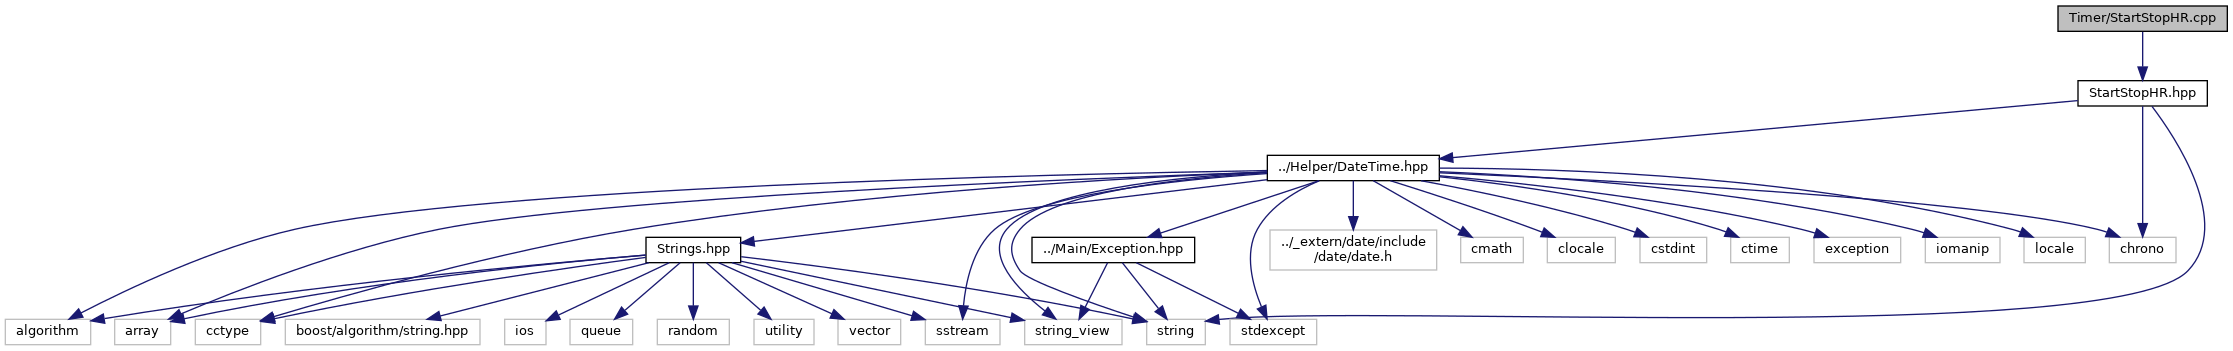 Timer/StartStopHR.cpp
StartStopHR.hpp
../Helper/DateTime.hpp
Strings.hpp
../Main/Exception.hpp
../_extern/date/include
/date/date.h
cmath
clocale
cstdint
ctime
exception
iomanip
locale
chrono
algorithm
array
cctype
boost/algorithm/string.hpp
ios
queue
random
utility
vector
sstream
string_view
string
stdexcept